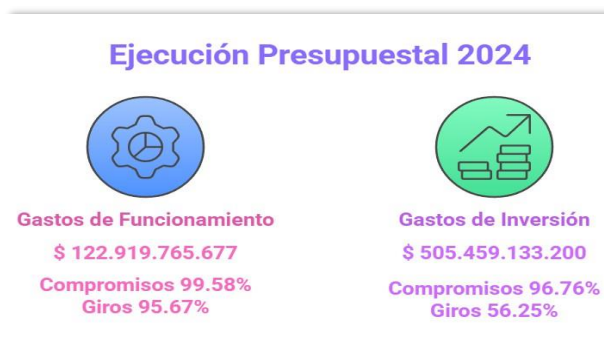 Ejecución Presupuestal 2024
Gastos de Funcionamiento
$ 122.919.765.677
Compromisos 99.58%
Giros 95.67%
Gastos de Inversión
$ 505.459.133.200
Compromisos 96.76%
Giros 56.25%